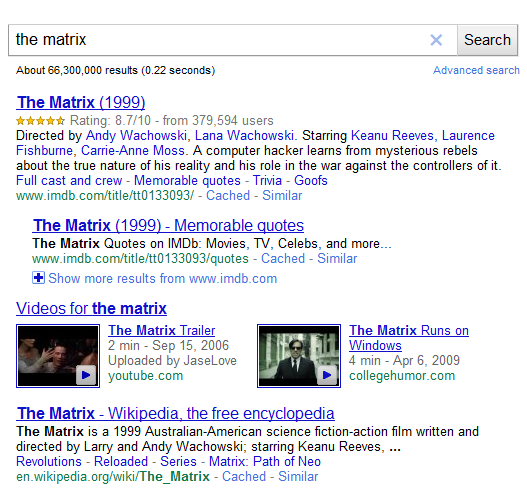 the matrix
Search
About 66,300,000 results (0.22 seconds)
Advanced search
The Matrix (1999)
Rating: 8.7/10 - from 379,594 users
Directed by Andy Wachowski, Lana Wachowski. Starring Keanu Reeves, Laurence
Fishburne, Carrie-Anne Moss. A computer hacker learns from mysterious rebels
about the true nature of his reality and his role in the war against the controllers of it.
Full cast and crew - Memorable quotes - Trivia - Goofs
www.imdb.com/title/tt0133093/ - Cached - Similar
The Matrix (1999) - Memorable quotes
The Matrix Quotes on IMDb: Movies, TV, Celebs, and more...
www.imdb.com/title/tt0133093/quotes - Cached - Similar
Show more results from www.imdb.com
Videos for the matrix
The Matrix Trailer
2 min - Sep 15, 2006
Uploaded by JaseLove
youtube.com
The Matrix Runs on
Windows
4 min - Apr 6, 2009
collegehumor.com
The Matrix - Wikipedia, the free encyclopedia
The Matrix is a 1999 Australian-American science fiction-action film written and
directed by Larry and Andy Wachowski; starring Keanu Reeves, ...
Revolutions - Reloaded - Series - Matrix: Path of Neo
en.wikipedia.org/wiki/The_Matrix - Cached - Similar